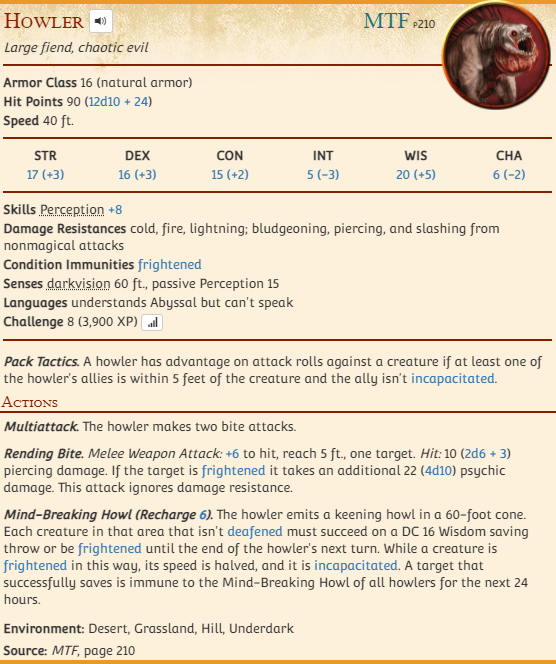 Howler MTF P210
Large fiend, chaotic evil
Armor Class 16 (natural armor)
Hit Points 90 (12d10 + 24)
Speed 40 ft.
STR DEX CON INT WIS CHA
17 (+3) 16 (+3) 15 (+2) 5 (−3) 20 (+5) 6 (−2)
Skills Perception +8
Damage Resistances cold, fire, lightning; bludgeoning, piercing, and slashing from
nonmagical attacks
Condition Immunities frightened
Senses darkvision 60 ft., passive Perception 15
Languages understands Abyssal but can't speak
Challenge 8 (3,900 XP)
Pack Tactics. A howler has advantage on attack rolls against a creature if at least one of
the howler's allies is within 5 feet of the creature and the ally isn't incapacitated.
Actions
Multiattack. The howler makes two bite attacks.
Rending Bite. Melee Weapon Attack: +6 to hit, reach 5 ft., one target. Hit: 10 (2d6 + 3)
piercing damage. If the target is frightened it takes an additional 22 (4d10) psychic
damage. This attack ignores damage resistance.
Mind−Breaking Howl (Recharge 6). The howler emits a keening howl in a 60-foot cone.
Each creature in that area that isn't deafened must succeed on a DC 16 Wisdom saving
throw or be frightened until the end of the howler's next turn. While a creature is
frightened in this way, its speed is halved, and it is incapacitated. A target that
successfully saves is immune to the Mind−Breaking Howl of all howlers for the next 24
hours.
Environment: Desert, Grassland, Hill, Underdark
Source: MTF, page 210